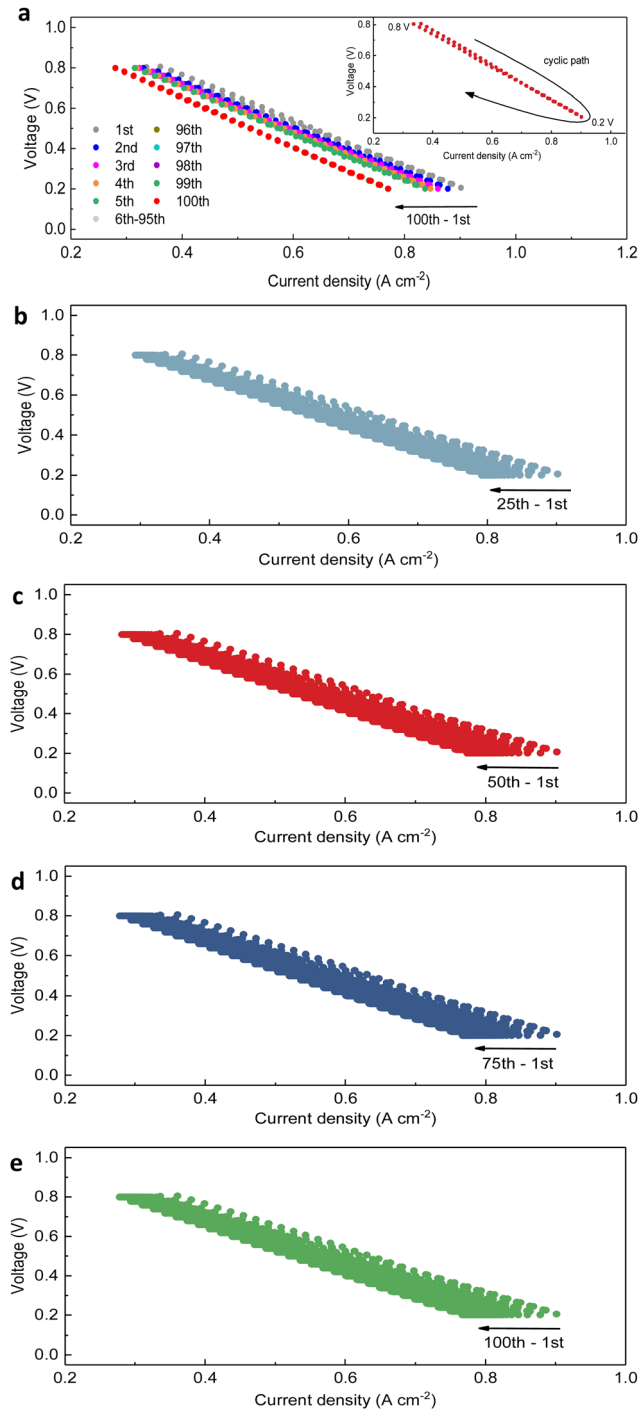 a
1.0
0.8
0.6
0.4
0.2
0.0
Voltage (V)
1st
2nd
3rd
4th
5th
6th-95th
96th
97th
98th
99th
100th
100th - 1st
0.2 0.4 0.6 0.8 1.0 1.2
Current density (A cm-2)
0.8
0.6
0.4
0.2
Voltage (V)
0.8 V
cyclic path
0.2 V
0.3 0.4 0.5 0.6 0.7 0.8 0.9 1.0
Current density (A cm-2)
b
1.0
0.8
0.6
0.4
0.2
0.0
Voltage (V)
25th - 1st
0.2 0.4 0.6 0.8 1.0
Current density (A cm-2)
c
1.0
0.8
0.6
0.4
0.2
0.0
Voltage (V)
50th - 1st
0.2 0.4 0.6 0.8 1.0
Current density (A cm-2)
d
1.0
0.8
0.6
0.4
0.2
0.0
Voltage (V)
75th - 1st
0.2 0.4 0.6 0.8 1.0
Current density (A cm-2)
e
1.0
0.8
0.6
0.4
0.2
0.0
Voltage (V)
100th - 1st
0.2 0.4 0.6 0.8 1.0
Current density (A cm-2)